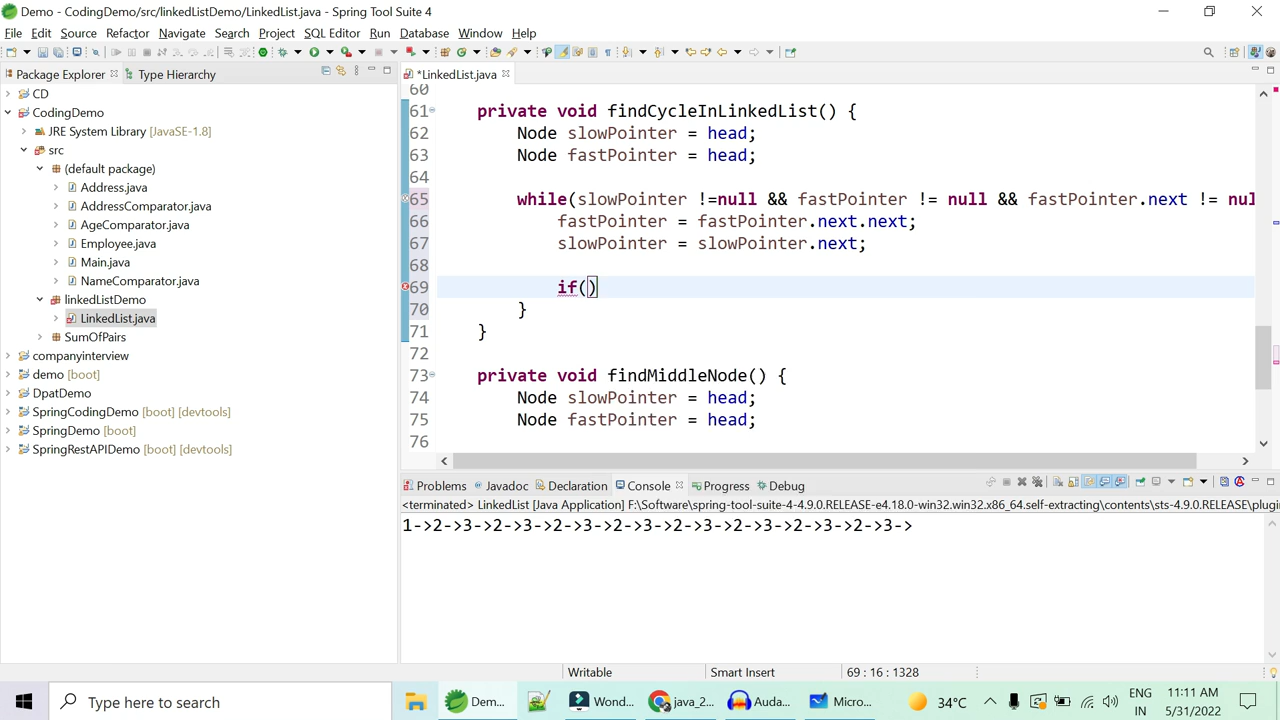 Demo - CodingDemo/src/linkedListDemo/LinkedList.java - Spring Tool Suite 4
File Edit Source Refactor Navigate Search Project SQL Editor Run Database Window Help
Package Explorer Type Hierarchy
*LinkedList.java
CD
CodingDemo
JRE System Library [JavaSE-1.8]
src
(default package)
Address.java
AddressComparator.java
AgeComparator.java
Employee.java
Main.java
NameComparator.java
linkedListDemo
LinkedList.java
SumOfPairs
companyinterview
demo [boot]
DpatDemo
SpringCodingDemo [boot] [devtools]
SpringDemo [boot]
SpringRestAPIDemo [boot] [devtools]
60
61 private void findCycleInLinkedList() {
62 Node slowPointer = head;
63 Node fastPointer = head;
64
65 while(slowPointer !=null && fastPointer != null && fastPointer.next != nul
66 fastPointer = fastPointer.next.next;
67 slowPointer = slowPointer.next;
68
69 if()
70 }
71 }
72
73 private void findMiddleNode() {
74 Node slowPointer = head;
75 Node fastPointer = head;
76
Problems Javadoc Declaration Console Progress Debug
<terminated> LinkedList [Java Application] F:\Software\spring-tool-suite-4-4.9.0.RELEASE-e4.18.0-win32.win32.x86_64.self-extracting\contents\sts-4.9.0.RELEASE\plugin
1->2->3->2->3->2->3->2->3->2->3->2->3->2->3->2->3->
Writable Smart Insert 69 : 16 : 1328
Type here to search
Dem... Wond... java_2... Auda... Micro...
34°C
ENG
IN
11:11 AM
5/31/2022